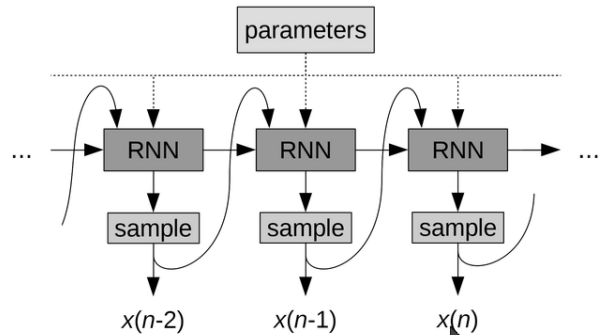 parameters
... RNN RNN RNN ...
sample sample sample
x(n-2) x(n-1) x(n)